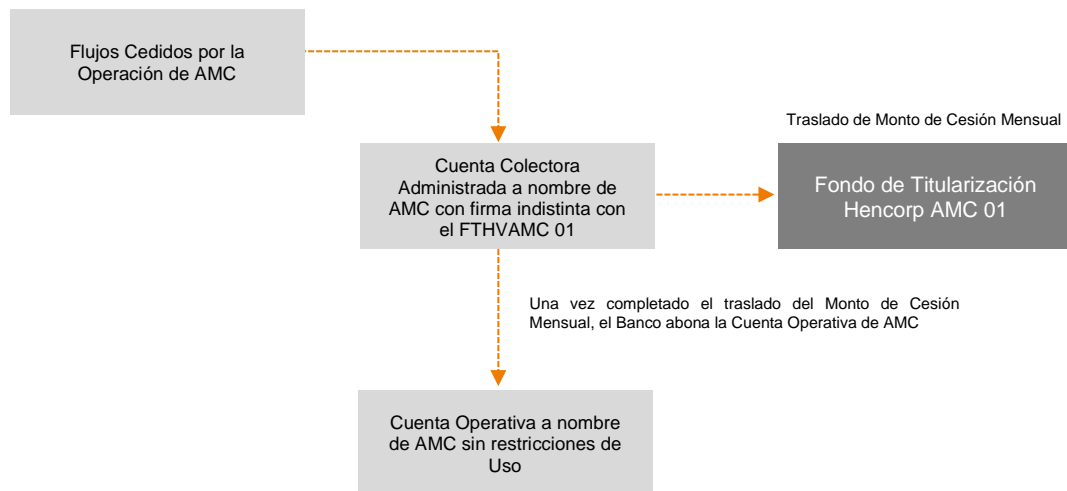 Flujos Cedidos por la
Operación de AMC
Traslado de Monto de Cesión Mensual
Cuenta Colectora
Administrada a nombre de
AMC con firma indistinta con
el FTHVAMC 01
Fondo de Titularización
Hencorp AMC 01
Una vez completado el traslado del Monto de Cesión
Mensual, el Banco abona la Cuenta Operativa de AMC
Cuenta Operativa a nombre
de AMC sin restricciones de
Uso